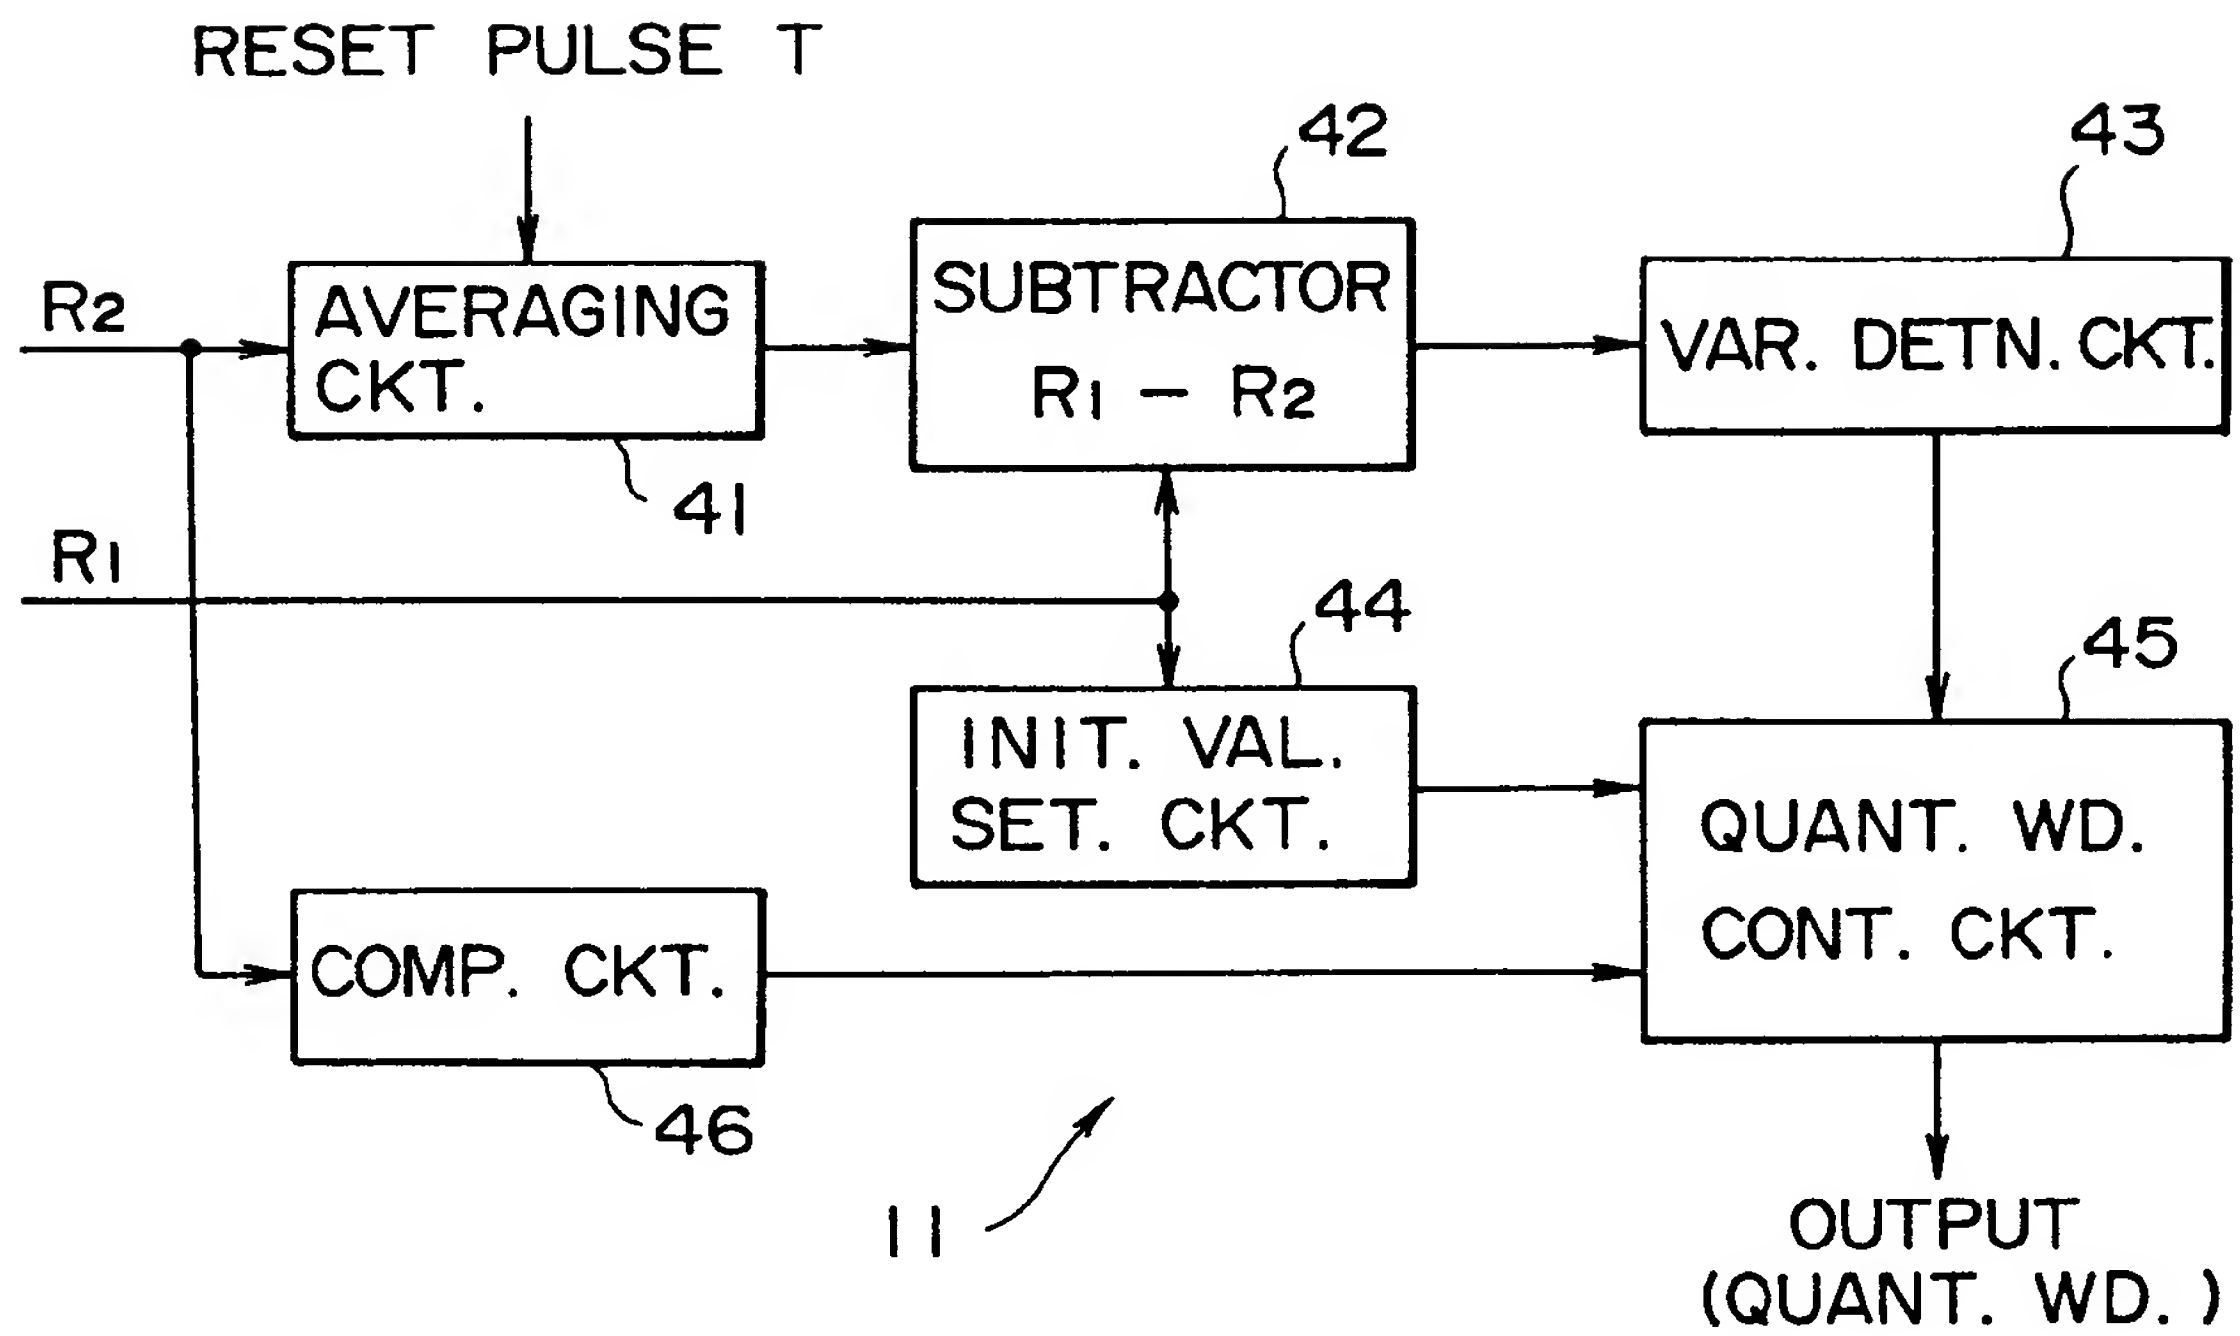 RESET PULSE T
42
43
R2
AVERAGING
CKT.
SUBTRACTOR
R1 - R2
VAR. DETN. CKT.
41
R1
44
45
INIT. VAL.
SET. CKT.
QUANT. WD.
CONT. CKT.
COMP. CKT.
46
11
OUTPUT
(QUANT. WD.)